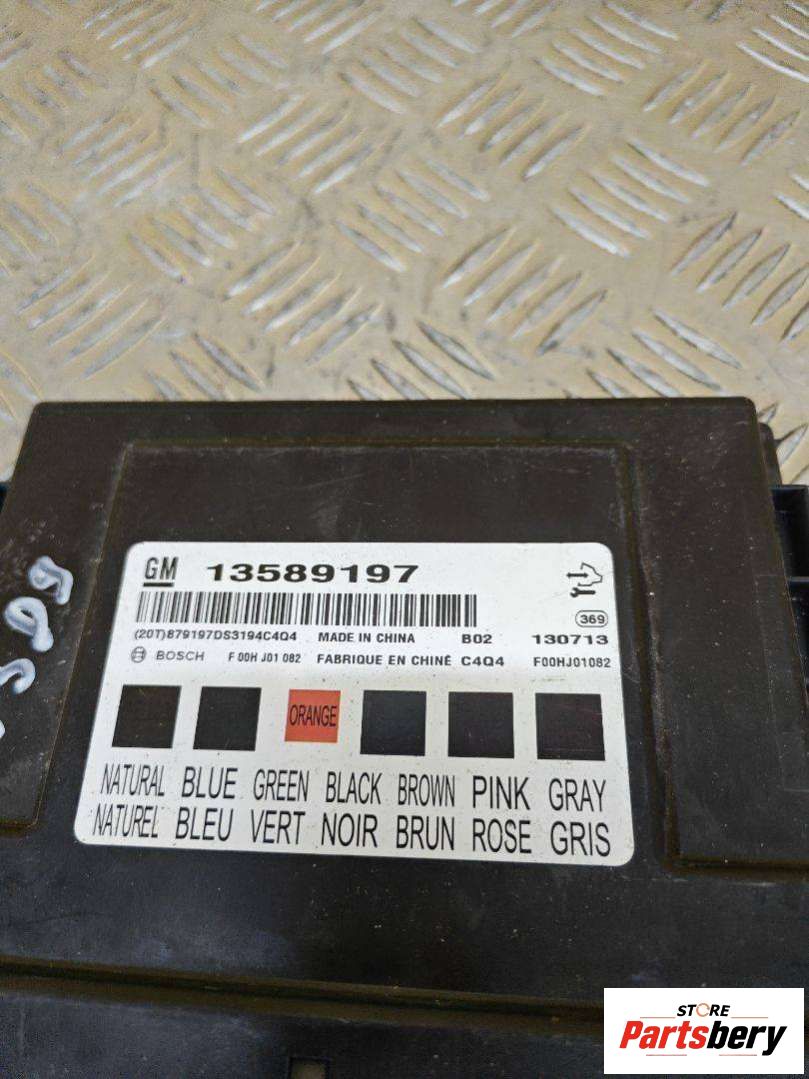 GM 13589197
369
(20T)879197DS3194C4Q4 MADE IN CHINA B02 130713
BOSCH F 00H J01 082 FABRIQUE EN CHINE C4Q4 F00HJ01082
ORANGE
NATURAL BLUE GREEN BLACK BROWN PINK GRAY
NATUREL BLEU VERT NOIR BRUN ROSE GRIS
STORE
Partsbery